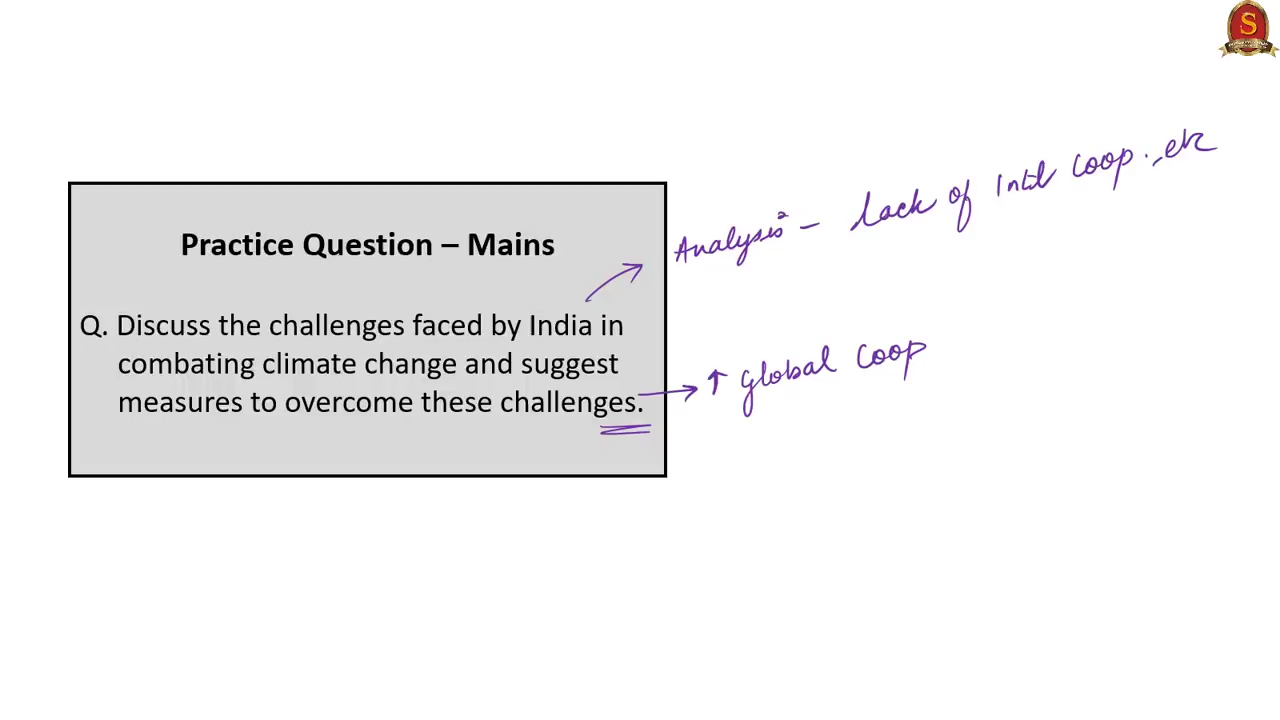 Practice Question – Mains
Q. Discuss the challenges faced by India in
combating climate change and suggest
measures to overcome these challenges.
Analysis – Lack of Intl Coop., etc
↑ Global Coop
S